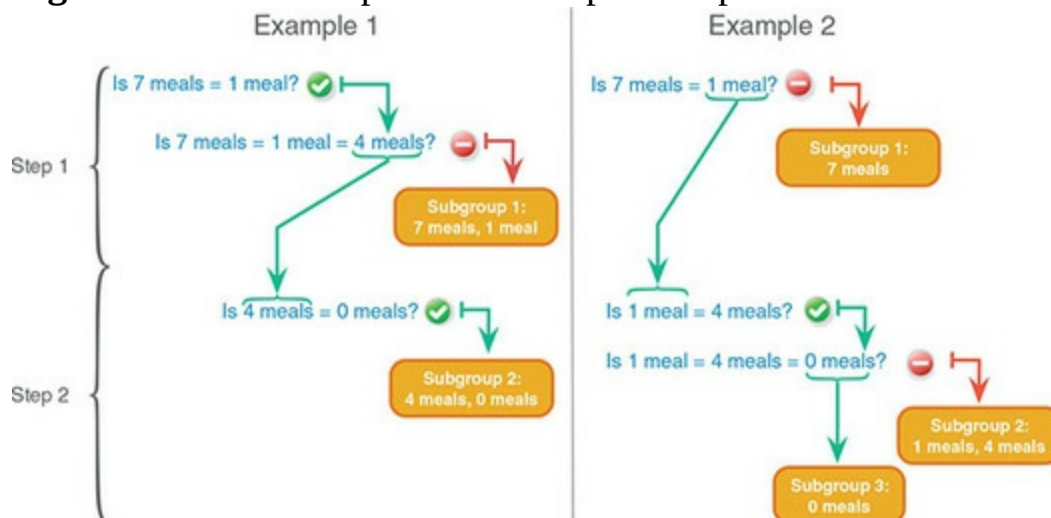 Example 1
Is 7 meals = 1 meal?
Is 7 meals = 1 meal = 4 meals?
Step 1
Subgroup 1:
7 meals, 1 meal
Is 4 meals = 0 meals?
Step 2
Subgroup 2:
4 meals, 0 meals
Example 2
Is 7 meals = 1 meal?
Subgroup 1:
7 meals
Is 1 meal = 4 meals?
Is 1 meal = 4 meals = 0 meals?
Subgroup 2:
1 meals, 4 meals
Subgroup 3:
0 meals